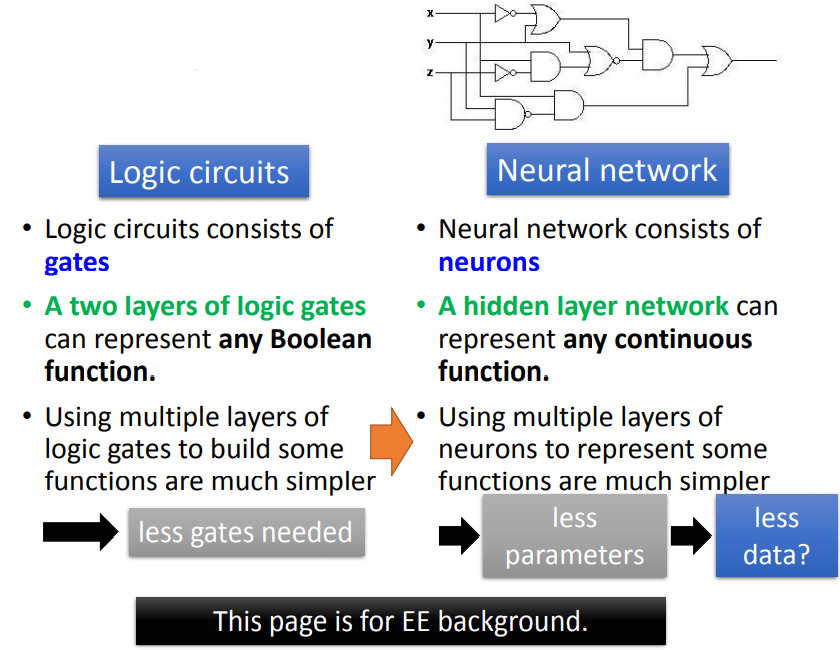 x
y
z
Logic circuits
• Logic circuits consists of
gates
• A two layers of logic gates
can represent any Boolean
function.
• Using multiple layers of
logic gates to build some
functions are much simpler
less gates needed
Neural network
• Neural network consists of
neurons
• A hidden layer network can
represent any continuous
function.
• Using multiple layers of
neurons to represent some
functions are much simpler
less
parameters
less
data?
This page is for EE background.